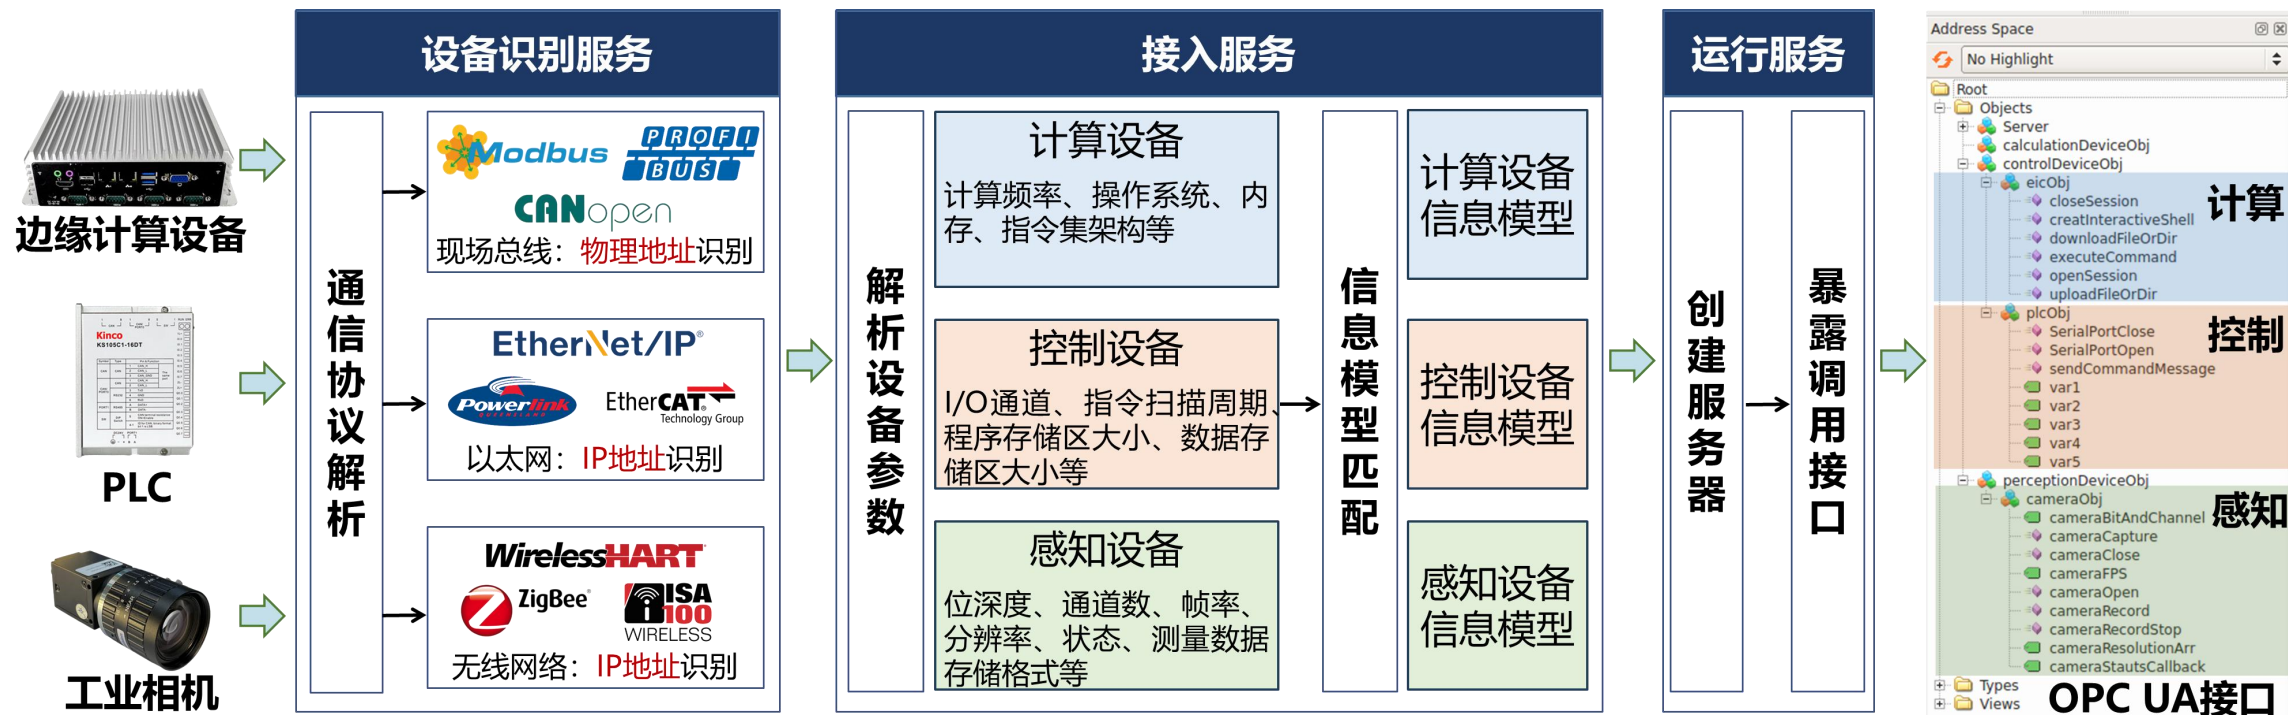 边缘计算设备
Kinco
KS105C1-16DT
PLC
工业相机
设备识别服务
通信协议解析
Modbus
PROFI
BUS
CANopen
现场总线：物理地址识别
EtherNet/IP®
Powerlink
QUEENSLAND
EtherCAT®
Technology Group
以太网：IP地址识别
WirelessHART
ZigBee®
ISA
100
WIRELESS
无线网络：IP地址识别
接入服务
解析设备参数
计算设备
计算频率、操作系统、内
存、指令集架构等
控制设备
I/O通道、指令扫描周期、
程序存储区大小、数据存
储区大小等
感知设备
位深度、通道数、帧率、
分辨率、状态、测量数据
存储格式等
信息模型匹配
计算设备
信息模型
控制设备
信息模型
感知设备
信息模型
运行服务
创建服务器
暴露调用接口
Address Space
No Highlight
Root
Objects
Server
calculationDeviceObj
controlDeviceObj
eicObj
closeSession
creatInteractiveShell
downloadFileOrDir
executeCommand
openSession
uploadFileOrDir
计算
plcObj
SerialPortClose
SerialPortOpen
sendCommandMessage
var1
var2
var3
var4
var5
控制
perceptionDeviceObj
cameraObj
cameraBitAndChannel
cameraCapture
cameraClose
cameraFPS
cameraOpen
cameraRecord
cameraRecordStop
cameraResolutionArr
cameraStautsCallback
感知
Types
Views
OPC UA接口